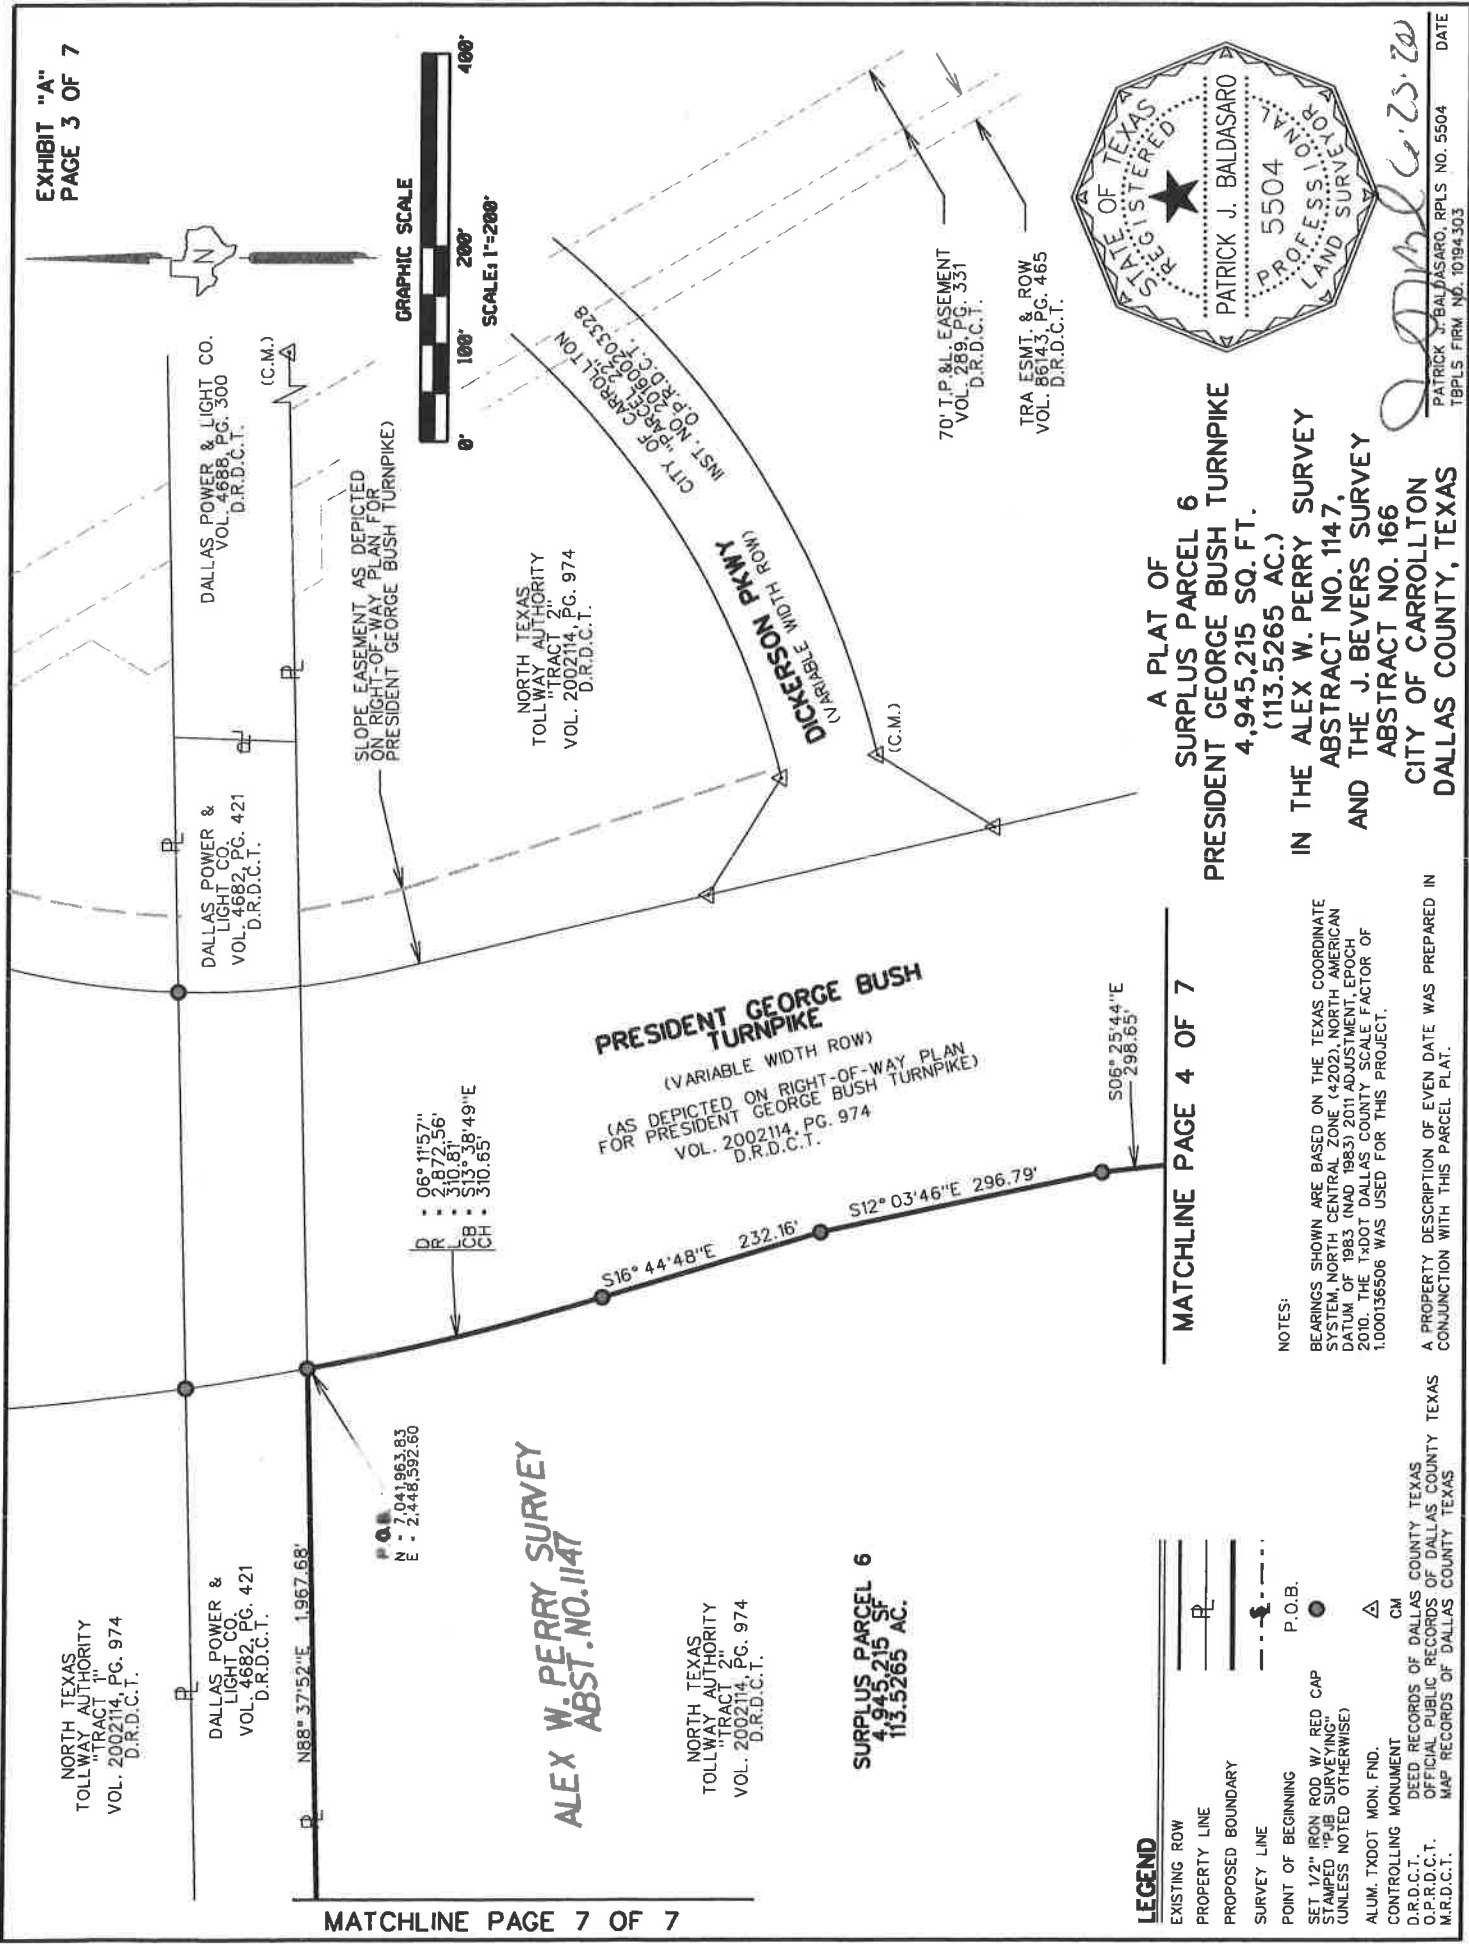 EXHIBIT "A"
PAGE 3 OF 7
N
GRAPHIC SCALE
0' 100' 200' 400'
SCALE: 1"=200'
NORTH TEXAS
TOLLWAY AUTHORITY
"TRACT 1"
VOL. 2002114, PG. 974
D.R.D.C.T.
DALLAS POWER &
LIGHT CO.
VOL. 4682, PG. 421
D.R.D.C.T.
DALLAS POWER &
LIGHT CO.
VOL. 4682, PG. 421
D.R.D.C.T.
DALLAS POWER & LIGHT CO.
VOL. 4688, PG. 300
D.R.D.C.T.
(C.M.)
N88° 37'52"E 1,967.68'
P.O.B.
N = 7,041,963.83
E = 2,448,592.60
D = 06° 11'57"
R = 2,872.56'
L = 310.81'
CB = S13° 38'49"E
CH = 310.65'
SLOPE EASEMENT AS DEPICTED
ON RIGHT-OF-WAY PLAN FOR
PRESIDENT GEORGE BUSH TURNPIKE)
NORTH TEXAS
TOLLWAY AUTHORITY
"TRACT 2"
VOL. 2002114, PG. 974
D.R.D.C.T.
CITY OF CARROLLTON
"PARCEL 22"
INST. NO. 201600203328
O.P.R.D.C.T.
DICKERSON PKWY
(VARIABLE WIDTH ROW)
(C.M.)
70' T.P.&L. EASEMENT
VOL. 289, PG. 331
D.R.D.C.T.
TRA ESMT. & ROW
VOL. 86143, PG. 465
D.R.D.C.T.
ALEX W. PERRY SURVEY
ABST. NO. 1147
NORTH TEXAS
TOLLWAY AUTHORITY
"TRACT 2"
VOL. 2002114, PG. 974
D.R.D.C.T.
SURPLUS PARCEL 6
4,945,215 SF
113.5265 AC.
S16° 44'48"E 232.16'
S12° 03'46"E 296.79'
S06° 25'44"E
298.65'
PRESIDENT GEORGE BUSH
TURNPIKE
(VARIABLE WIDTH ROW)
(AS DEPICTED ON RIGHT-OF-WAY PLAN
FOR PRESIDENT GEORGE BUSH TURNPIKE)
VOL. 2002114, PG. 974
D.R.D.C.T.
MATCHLINE PAGE 7 OF 7
MATCHLINE PAGE 4 OF 7
LEGEND
EXISTING ROW
PROPERTY LINE
PROPOSED BOUNDARY
SURVEY LINE
POINT OF BEGINNING P.O.B.
SET 1/2" IRON ROD W/ RED CAP
STAMPED "PJB SURVEYING"
(UNLESS NOTED OTHERWISE)
ALUM. TXDOT MON. FND.
CONTROLLING MONUMENT CM
D.R.D.C.T. DEED RECORDS OF DALLAS COUNTY TEXAS
O.P.R.D.C.T. OFFICIAL PUBLIC RECORDS OF DALLAS COUNTY TEXAS
M.R.D.C.T. MAP RECORDS OF DALLAS COUNTY TEXAS
NOTES:
BEARINGS SHOWN ARE BASED ON THE TEXAS COORDINATE
SYSTEM, NORTH CENTRAL ZONE (4202), NORTH AMERICAN
DATUM OF 1983 (NAD 1983) 2011 ADJUSTMENT, EPOCH
2010. THE TxDOT DALLAS COUNTY SCALE FACTOR OF
1.000136506 WAS USED FOR THIS PROJECT.
A PROPERTY DESCRIPTION OF EVEN DATE WAS PREPARED IN
CONJUNCTION WITH THIS PARCEL PLAT.
A PLAT OF
SURPLUS PARCEL 6
PRESIDENT GEORGE BUSH TURNPIKE
4,945,215 SQ. FT.
(113.5265 AC.)
IN THE ALEX W. PERRY SURVEY
ABSTRACT NO. 1147,
AND THE J. BEVERS SURVEY
ABSTRACT NO. 166
CITY OF CARROLLTON
DALLAS COUNTY, TEXAS
STATE OF TEXAS
REGISTERED
PATRICK J. BALDASARO
5504
PROFESSIONAL
LAND SURVEYOR
6-23-20
PATRICK J. BALDASARO, RPLS NO. 5504 DATE
TBPLS FIRM NO. 10194303